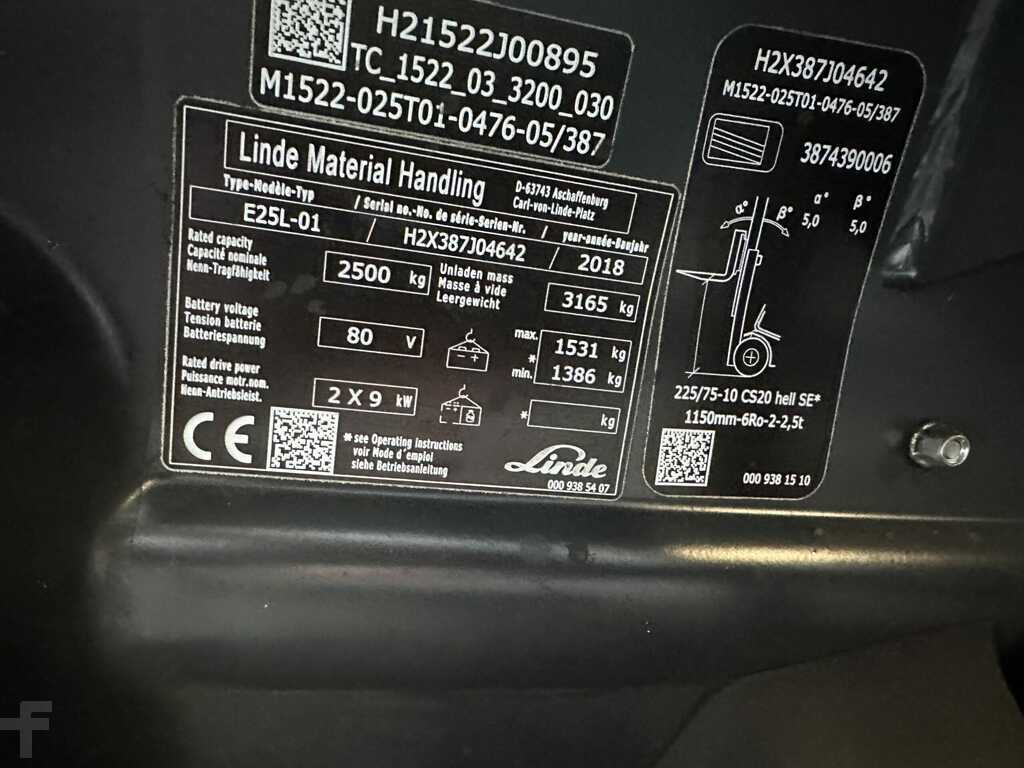 H21522J00895
TC_1522_03_3200_030
M1522-025T01-0476-05/387
Linde Material Handling
D-63743 Aschaffenburg
Carl-von-Linde-Platz
Type-Modèle-Typ / Serial no.-No. de série-Serien-Nr. / year-année-Baujahr
E25L-01 / H2X387J04642 / 2018
Rated capacity
Capacité nominale
Nenn-Tragfähigkeit
2500 kg
Unladen mass
Masse à vide
Leergewicht
3165 kg
Battery voltage
Tension batterie
Batteriespannung
80 V
- +
max. 1531 kg
*
min. 1386 kg
Rated drive power
Puissance motr.nom.
Nenn-Antriebsleist.
2 X 9 kW
* kg
CE
* see Operating instructions
voir Mode d'emploi
siehe Betriebsanleitung
Linde
000 938 54 07
H2X387J04642
M1522-025T01-0476-05/387
3874390006
α° β°
5,0 5,0
α° β°
225/75-10 CS20 hell SE*
1150mm-6Ro-2-2,5t
000 938 15 10
F